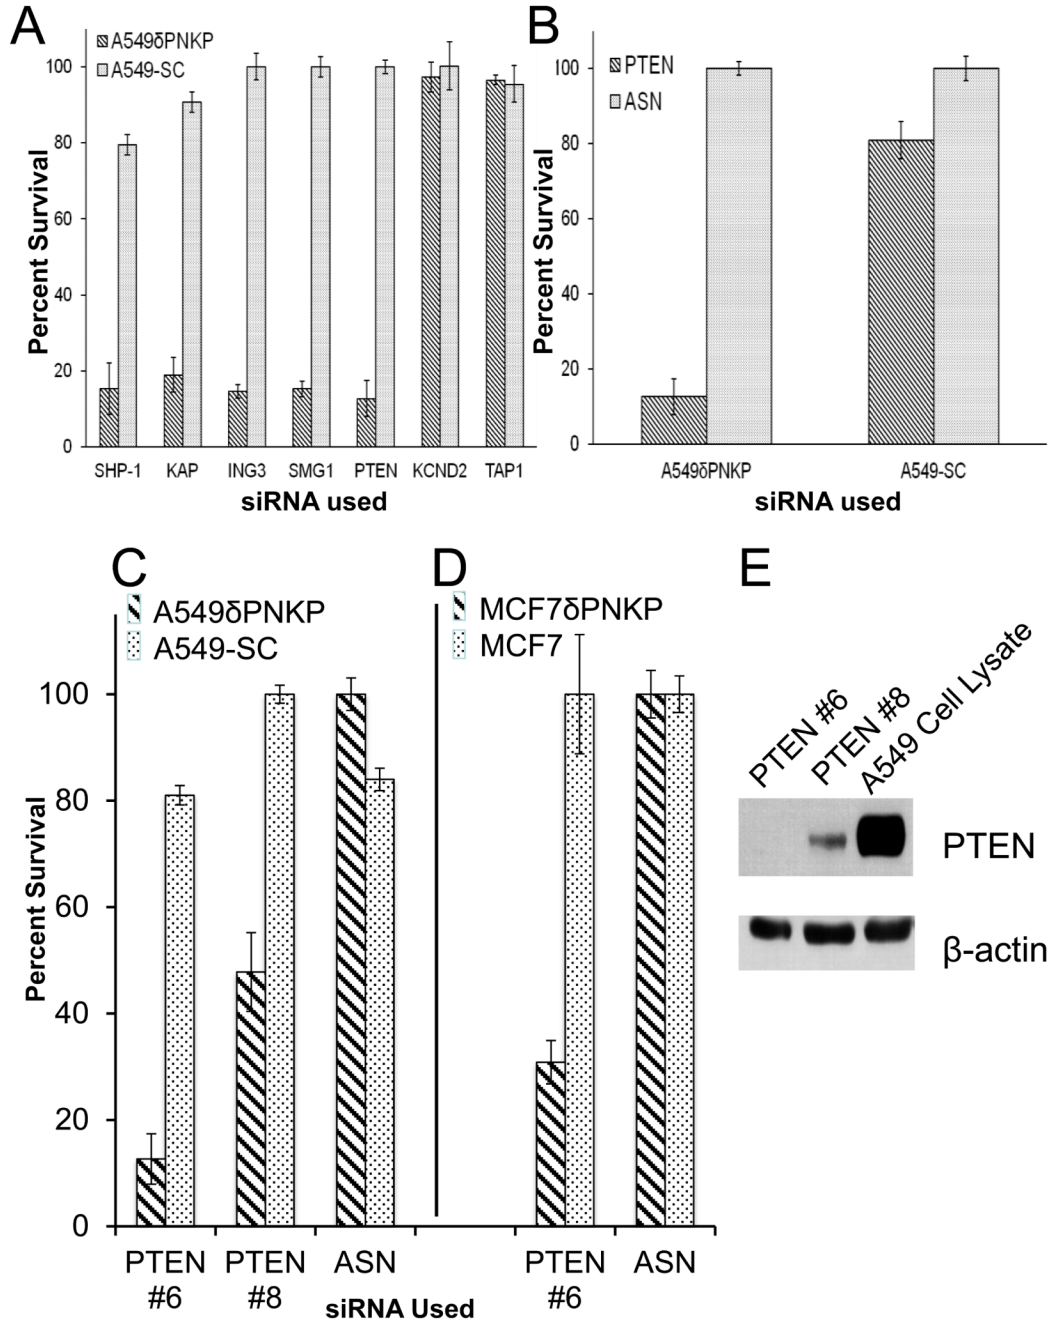 A
A549δPNKP
A549-SC
100
80
60
40
20
0
Percent Survival
SHP-1 KAP ING3 SMG1 PTEN KCND2 TAP1
siRNA used
B
PTEN
ASN
100
80
60
40
20
0
Percent Survival
A549δPNKP A549-SC
siRNA used
C
A549δPNKP
A549-SC
100
80
60
40
20
0
Percent Survival
PTEN PTEN ASN
#6 #8
D
MCF7δPNKP
MCF7
PTEN ASN
#6
siRNA Used
E
PTEN #6
PTEN #8
A549 Cell Lysate
PTEN
β-actin